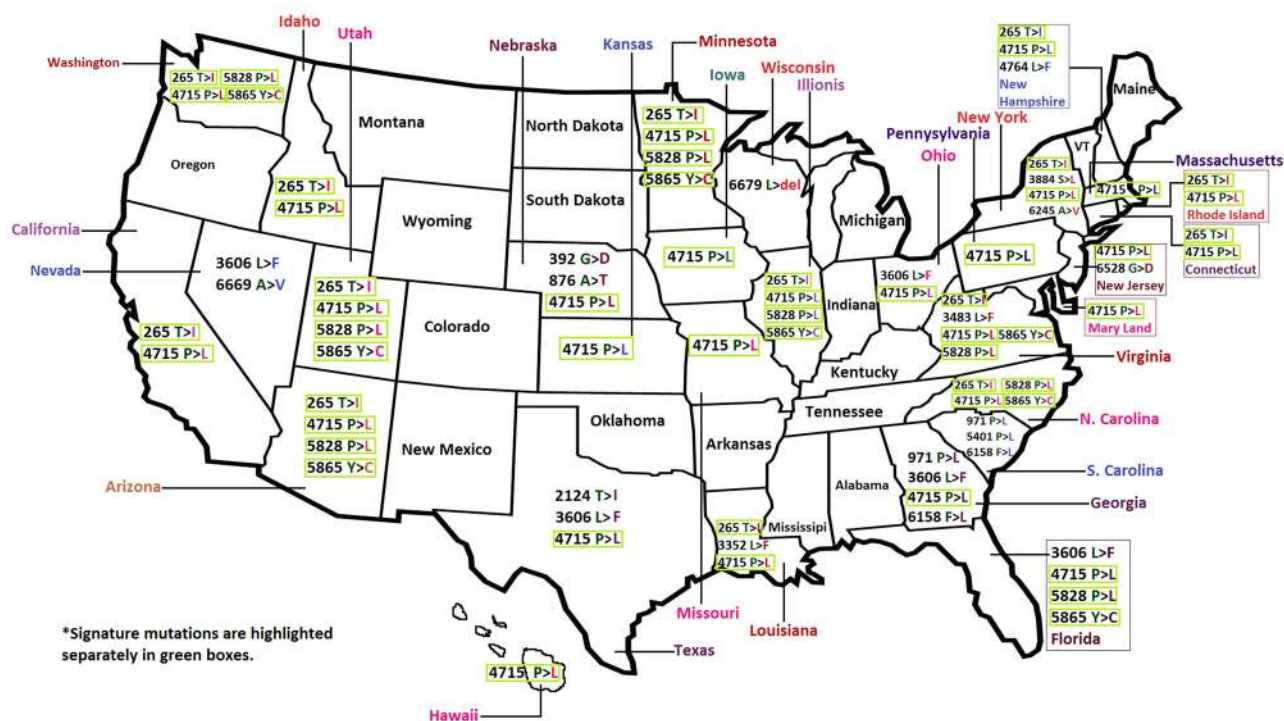 Idaho
Utah
Nebraska
Kansas
Minnesota
Iowa
Wisconsin
Illionis
265 T>I
4715 P>L
4764 L>F
New
Hampshire
Maine
Washington
265 T>I 5828 P>L
4715 P>L 5865 Y>C
Montana
North Dakota
265 T>I
4715 P>L
5828 P>L
5865 Y>C
Pennysylvania
Ohio
New York
VT
Massachusetts
Oregon
265 T>I
4715 P>L
South Dakota
6679 L>del
Michigan
265 T>I
3884 S>L
4715 P>L
6245 A>V
4715 P>L
265 T>I
4715 P>L
Rhode Island
Wyoming
California
Nevada
3606 L>F
6669 A>V
392 G>D
876 A>T
4715 P>L
4715 P>L
4715 P>L
265 T>I
4715 P>L
Connecticut
4715 P>L
6528 G>D
New Jersey
265 T>I
4715 P>L
5828 P>L
5865 Y>C
Colorado
265 T>I
4715 P>L
5828 P>L
5865 Y>C
Indiana
3606 L>F
4715 P>L
265 T>I
3483 L>F
4715 P>L 5865 Y>C
5828 P>L
4715 P>L
Mary Land
265 T>I
4715 P>L
4715 P>L
4715 P>L
Kentucky
Virginia
265 T>I
4715 P>L
5828 P>L
5865 Y>C
Arizona
New Mexico
Oklahoma
Arkansas
Tennessee
265 T>I 5828 P>L
4715 P>L 5865 Y>C
N. Carolina
971 P>L
5401 P>L
6158 F>L
S. Carolina
2124 T>I
3606 L>F
4715 P>L
Alabama
971 P>L
3606 L>F
4715 P>L
6158 F>L
Georgia
265 T>I
3352 L>F
4715 P>L
Mississipi
3606 L>F
4715 P>L
5828 P>L
5865 Y>C
Florida
Missouri
Louisiana
Texas
*Signature mutations are highlighted
separately in green boxes.
4715 P>L
Hawaii